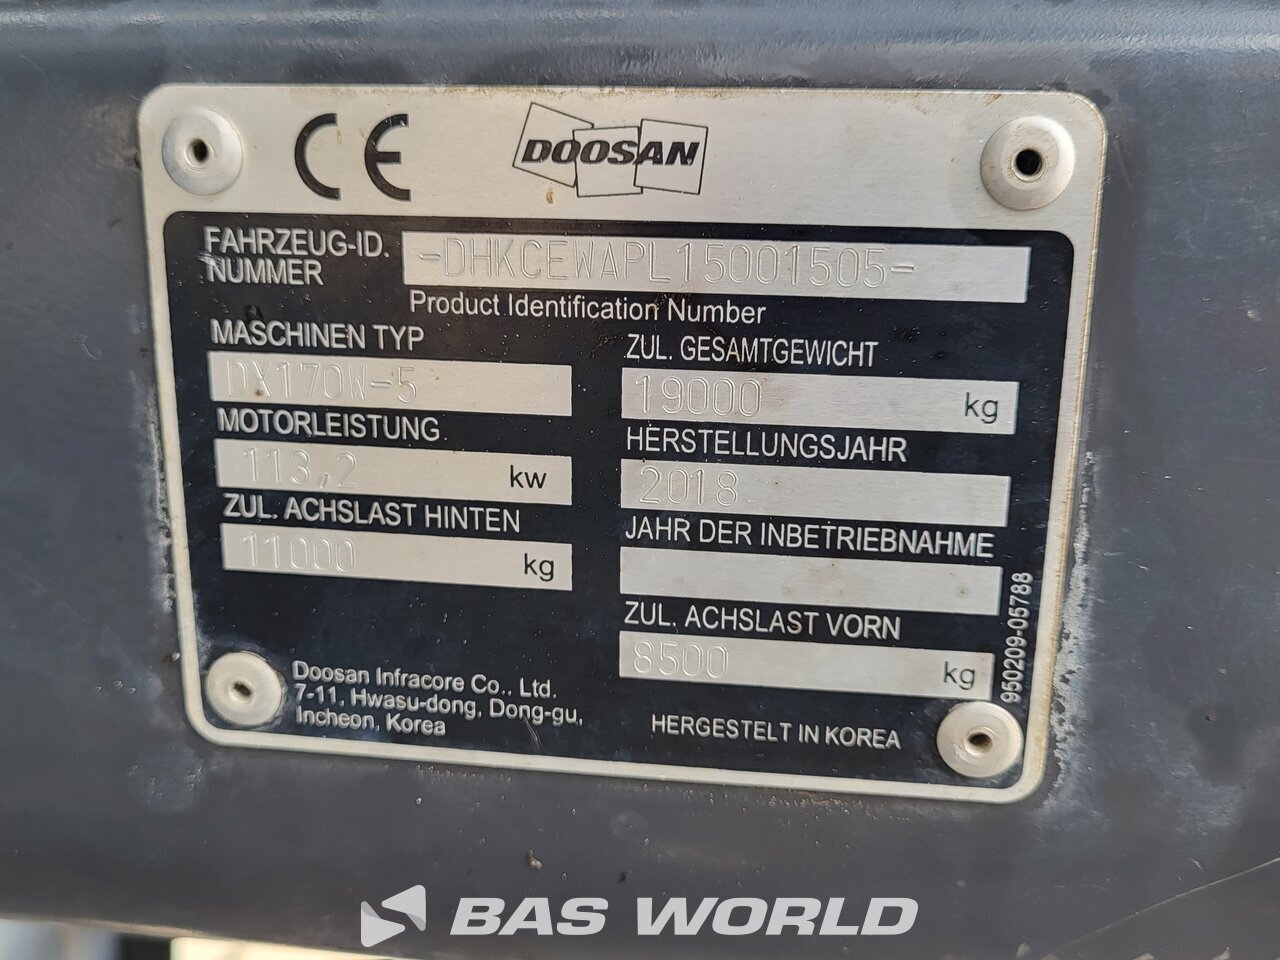 CE
DOOSAN
FAHRZEUG-ID.
NUMMER
-DHKCEWAPL15001505-
Product Identification Number
MASCHINEN TYP
DX170W-5
ZUL. GESAMTGEWICHT
19000 kg
MOTORLEISTUNG
113,2 kw
HERSTELLUNGSJAHR
2018
ZUL. ACHSLAST HINTEN
11000 kg
JAHR DER INBETRIEBNAHME
ZUL. ACHSLAST VORN
8500 kg
950209-05788
Doosan Infracore Co., Ltd.
7-11, Hwasu-dong, Dong-gu,
Incheon, Korea
HERGESTELT IN KOREA
BAS WORLD